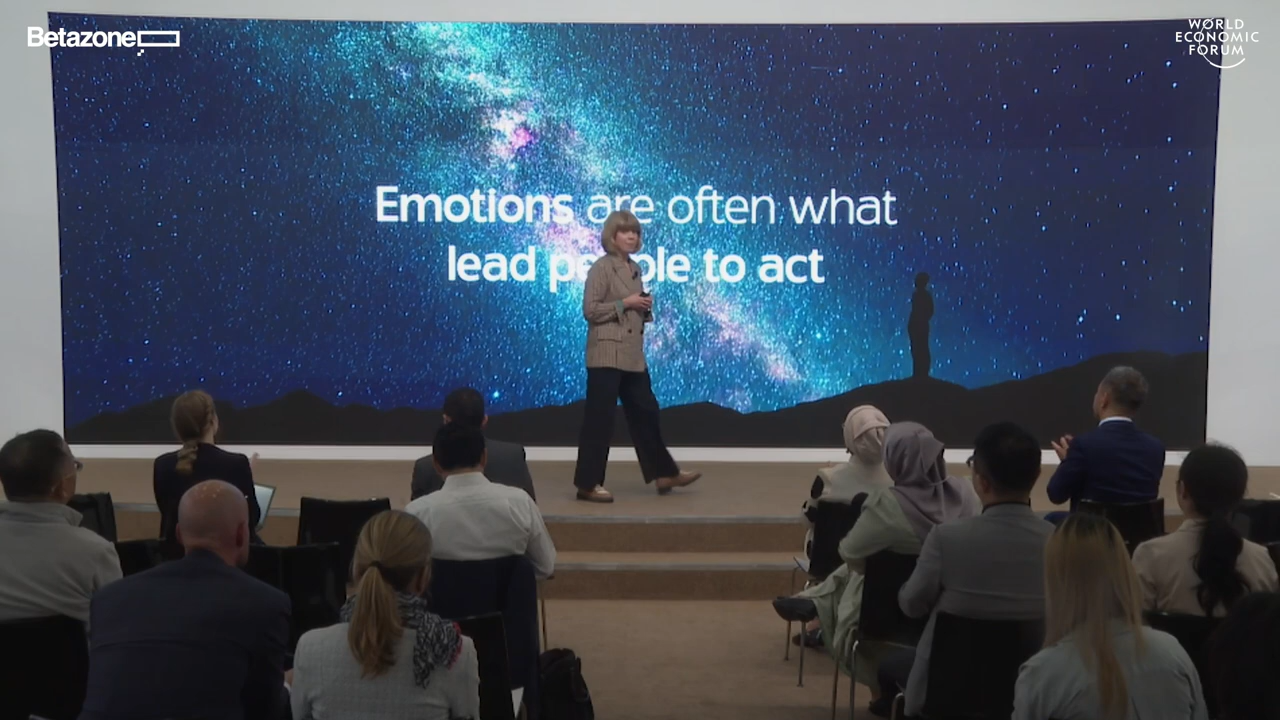 Betazone
WORLD
ECONOMIC
FORUM
Emotions are often what
lead people to act